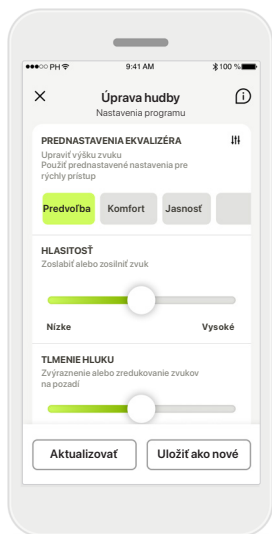 PH 9:41 AM 100 %
Úprava hudby
Nastavenia programu
PREDNASTAVENIA EKVALIZÉRA
Upraviť výšku zvuku
Použiť prednastavené nastavenia pre
rýchly prístup
Predvoľba Komfort Jasnosť
HLASITOSŤ
Zoslabiť alebo zosilniť zvuk
Nízke Vysoké
TLMENIE HLUKU
Zvýraznenie alebo zredukovanie zvukov
na pozadí
Aktualizovať Uložiť ako nové